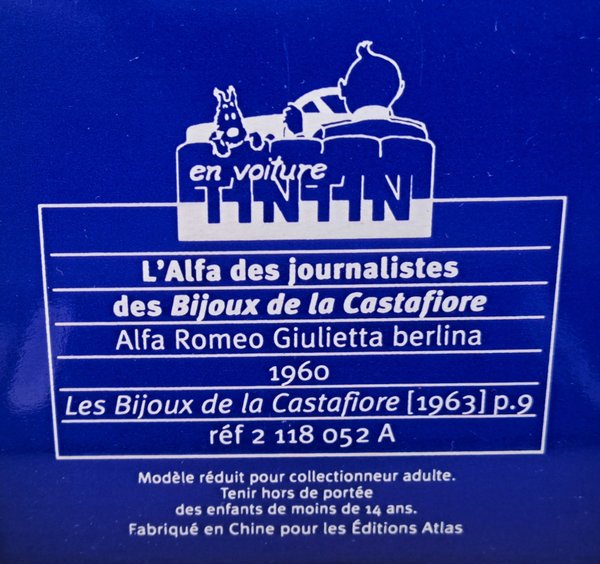 en voiture
TINTIN
L'Alfa des journalistes
des Bijoux de la Castafiore
Alfa Romeo Giulietta berlina
1960
Les Bijoux de la Castafiore [1963] p.9
réf 2 118 052 A
Modèle réduit pour collectionneur adulte.
Tenir hors de portée
des enfants de moins de 14 ans.
Fabriqué en Chine pour les Éditions Atlas